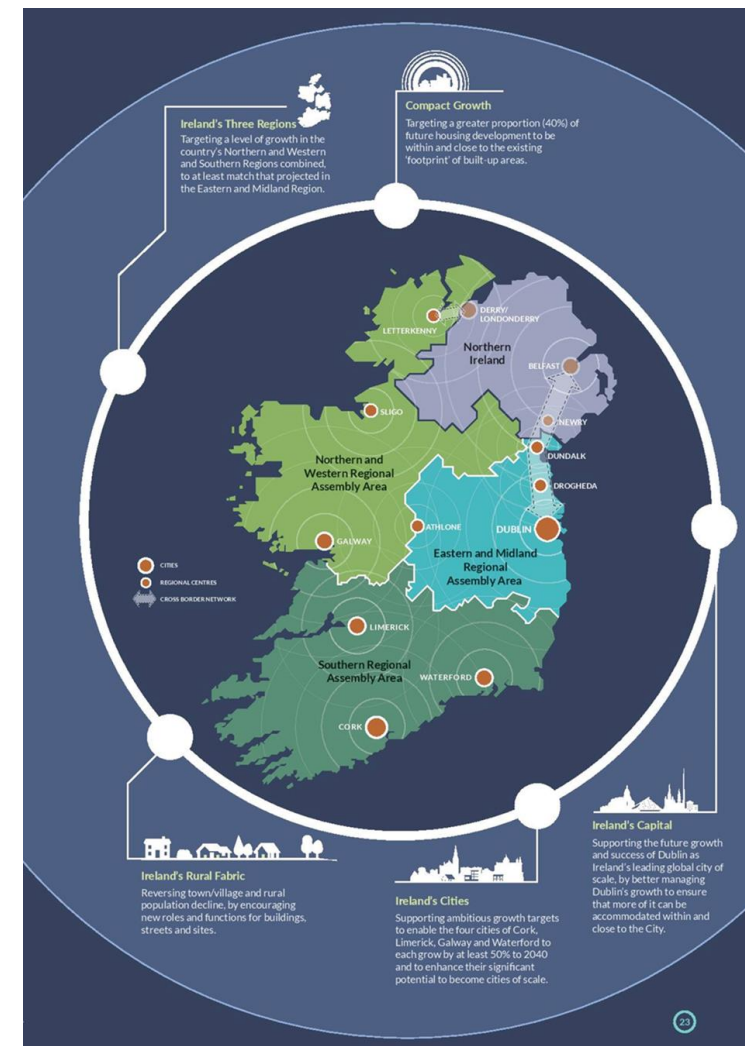 Ireland's Three Regions
Targeting a level of growth in the
country's Northern and Western
and Southern Regions combined,
to at least match that projected in
the Eastern and Midland Region.
Compact Growth
Targeting a greater proportion (40%) of
future housing development to be
within and close to the existing
'footprint' of built-up areas.
LETTERKENNY
DERRY/
LONDONDERRY
Northern
Ireland
BELFAST
SLIGO
NEWRY
DUNDALK
Northern and
Western Regional
Assembly Area
DROGHEDA
ATHLONE
DUBLIN
GALWAY
Eastern and Midland
Regional
Assembly Area
CITIES
REGIONAL CENTRES
CROSS BORDER NETWORK
LIMERICK
Southern Regional
Assembly Area
WATERFORD
CORK
Ireland's Rural Fabric
Reversing town/village and rural
population decline, by encouraging
new roles and functions for buildings,
streets and sites.
Ireland's Cities
Supporting ambitious growth targets
to enable the four cities of Cork,
Limerick, Galway and Waterford to
each grow by at least 50% to 2040
and to enhance their significant
potential to become cities of scale.
Ireland's Capital
Supporting the future growth
and success of Dublin as
Ireland's leading global city of
scale, by better managing
Dublin's growth to ensure
that more of it can be
accommodated within and
close to the City.
23